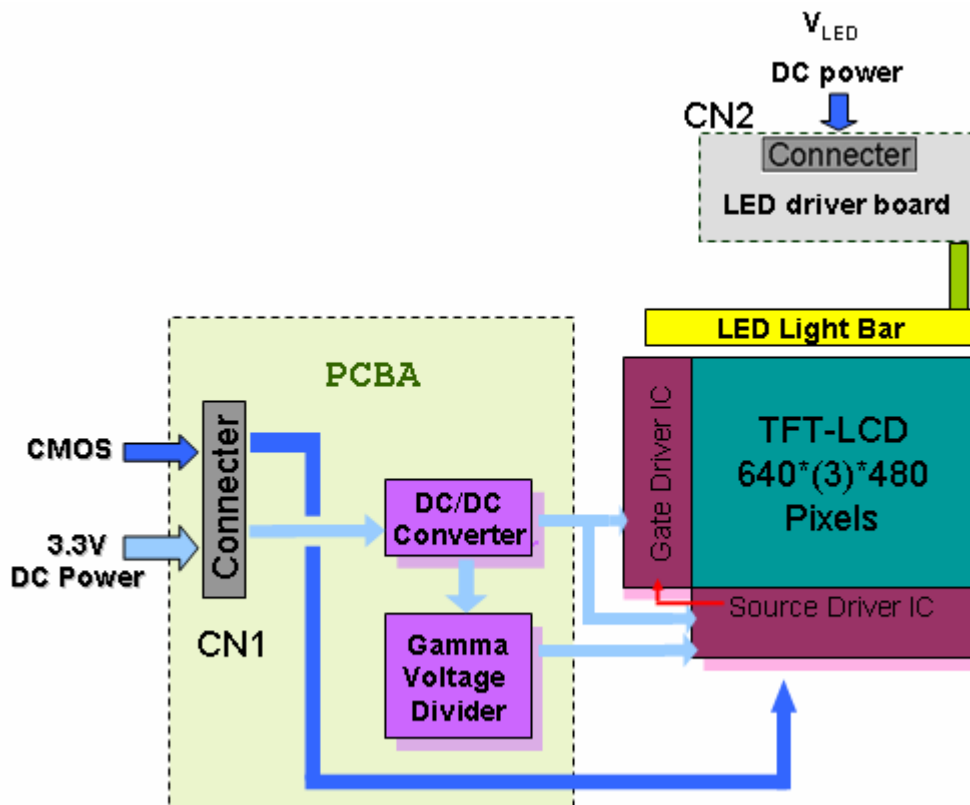 V_LED
DC power
CN2
Connecter
LED driver board
LED Light Bar
PCBA
CMOS
3.3V
DC Power
Connecter
CN1
DC/DC
Converter
Gamma
Voltage
Divider
Gate Driver IC
TFT-LCD
640*(3)*480
Pixels
Source Driver IC